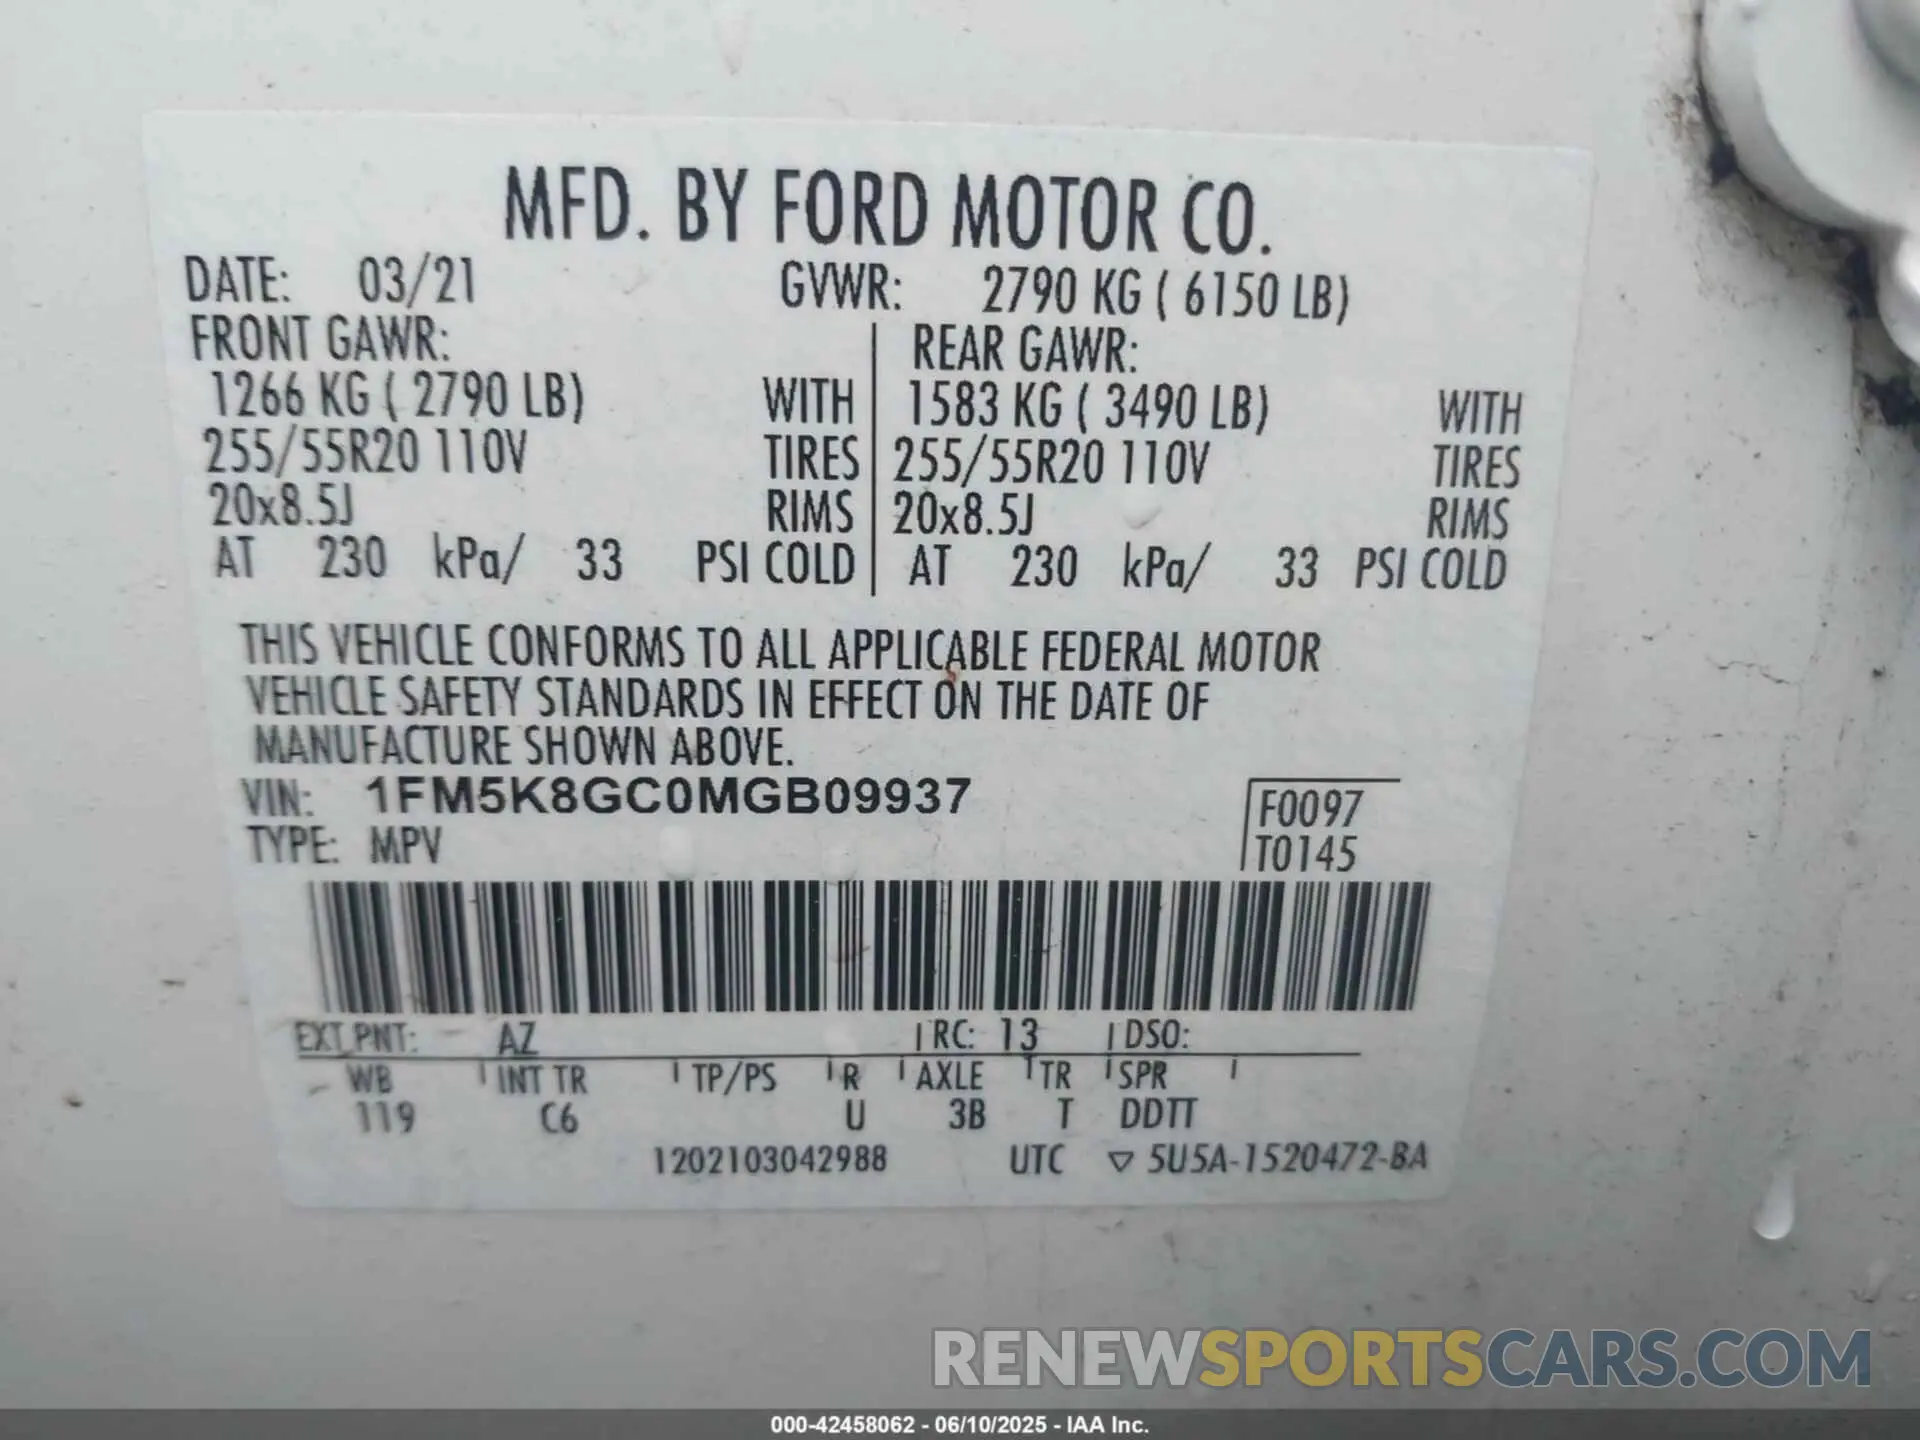 MFD. BY FORD MOTOR CO.
DATE: 03/21 GVWR: 2790 KG ( 6150 LB)
FRONT GAWR: REAR GAWR:
1266 KG ( 2790 LB) WITH 1583 KG ( 3490 LB) WITH
255/55R20 110V TIRES 255/55R20 110V TIRES
20x8.5J RIMS 20x8.5J RIMS
AT 230 kPa/ 33 PSI COLD AT 230 kPa/ 33 PSI COLD
THIS VEHICLE CONFORMS TO ALL APPLICABLE FEDERAL MOTOR
VEHICLE SAFETY STANDARDS IN EFFECT ON THE DATE OF
MANUFACTURE SHOWN ABOVE.
VIN: 1FM5K8GC0MGB09937 F0097
TYPE: MPV T0145
EXT PNT: AZ RC: 13 DSO:
WB INT TR TP/PS R AXLE TR SPR
119 C6 U 3B T DDTT
1202103042988 UTC ▽ 5U5A-1520472-BA
RENEWSPORTSCARS.COM
000-42458062 - 06/10/2025 - IAA Inc.